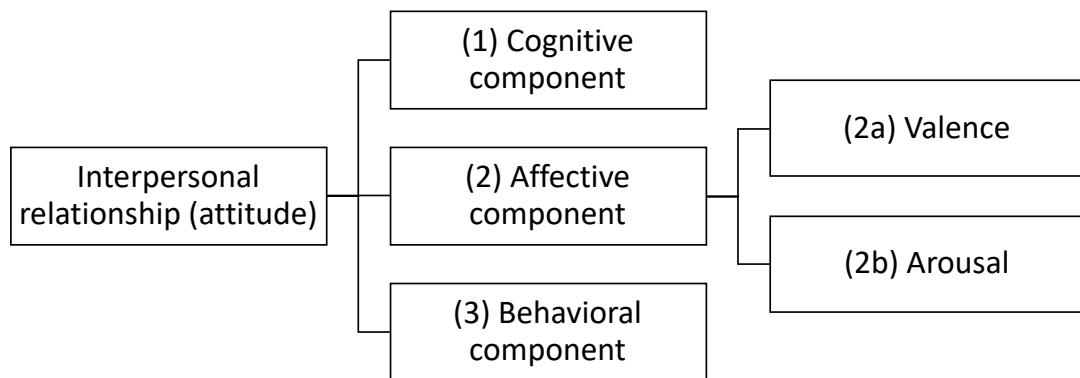 Interpersonal
relationship (attitude)
(1) Cognitive
component
(2) Affective
component
(3) Behavioral
component
(2a) Valence
(2b) Arousal